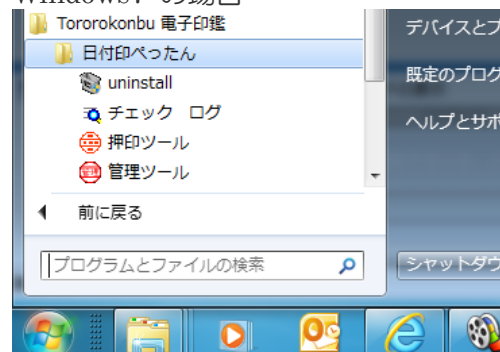 Windows7の場合
Tororokonbu 電子印鑑
日付印ぺったん
uninstall
チェック ログ
押印ツール
管理ツール
前に戻る
プログラムとファイルの検索
デバイスとプ
既定のプログ
ヘルプとサポ
シャットダウ